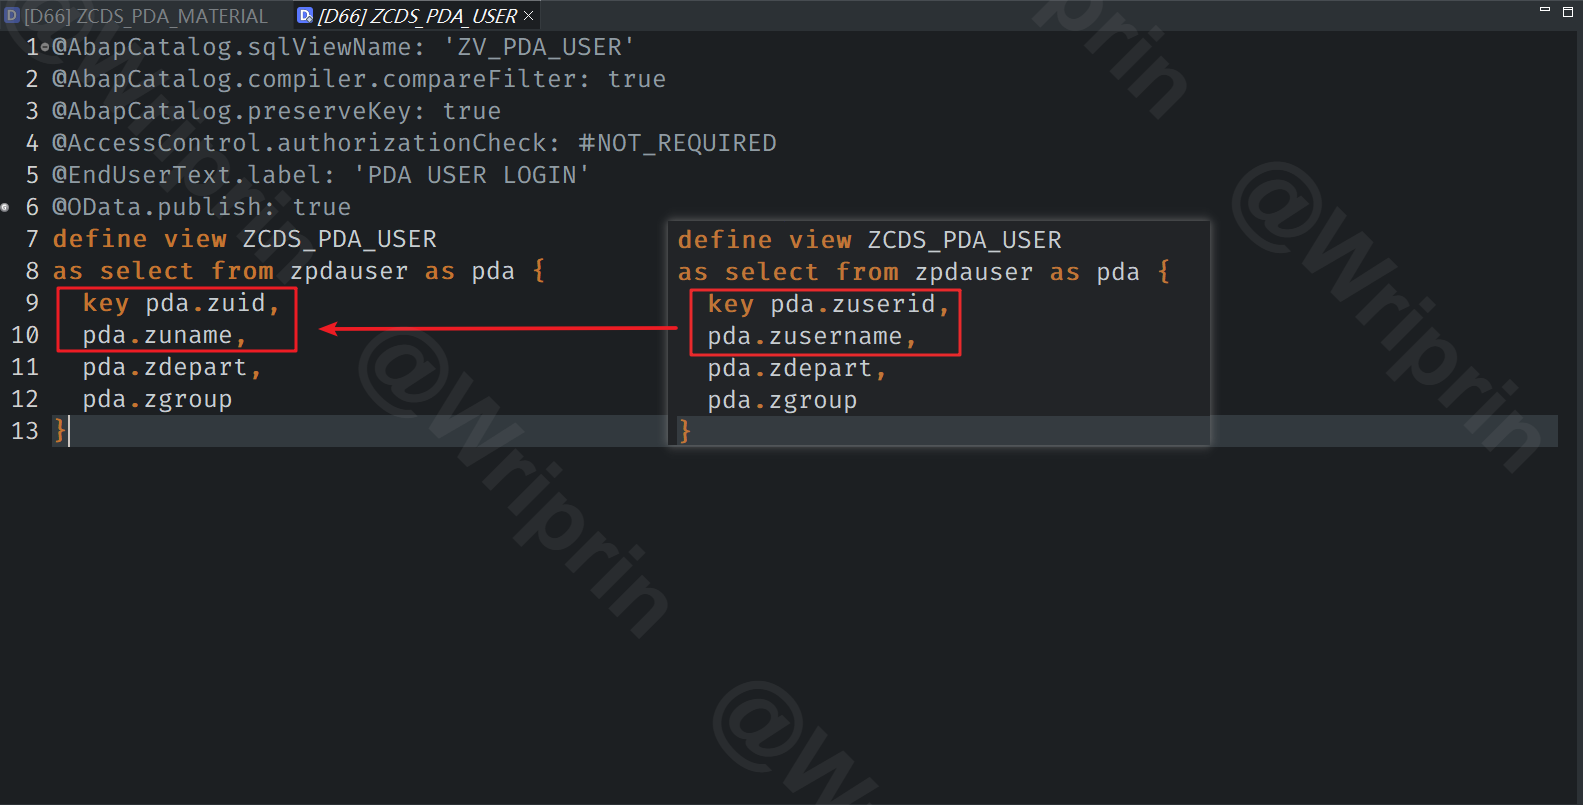 [D66] ZCDS_PDA_MATERIAL
[D66] ZCDS_PDA_USER
1 @AbapCatalog.sqlViewName: 'ZV_PDA_USER'
2 @AbapCatalog.compiler.compareFilter: true
3 @AbapCatalog.preserveKey: true
4 @AccessControl.authorizationCheck: #NOT_REQUIRED
5 @EndUserText.label: 'PDA USER LOGIN'
6 @OData.publish: true
7 define view ZCDS_PDA_USER
8 as select from zpdauser as pda {
9 key pda.zuid,
10 pda.zuname,
11 pda.zdepart,
12 pda.zgroup
13 }
define view ZCDS_PDA_USER
as select from zpdauser as pda {
key pda.zuserid,
pda.zusername,
pda.zdepart,
pda.zgroup
}
@Wriprin
@Wriprin
@Wriprin